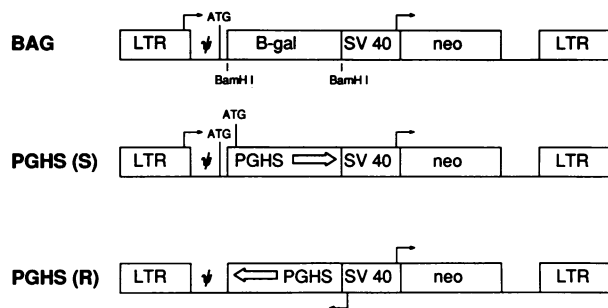 ATG
BAG LTR ψ B-gal SV 40 neo LTR
BamH I BamH I
ATG
ATG
PGHS (S) LTR ψ PGHS SV 40 neo LTR
PGHS (R) LTR ψ PGHS SV 40 neo LTR